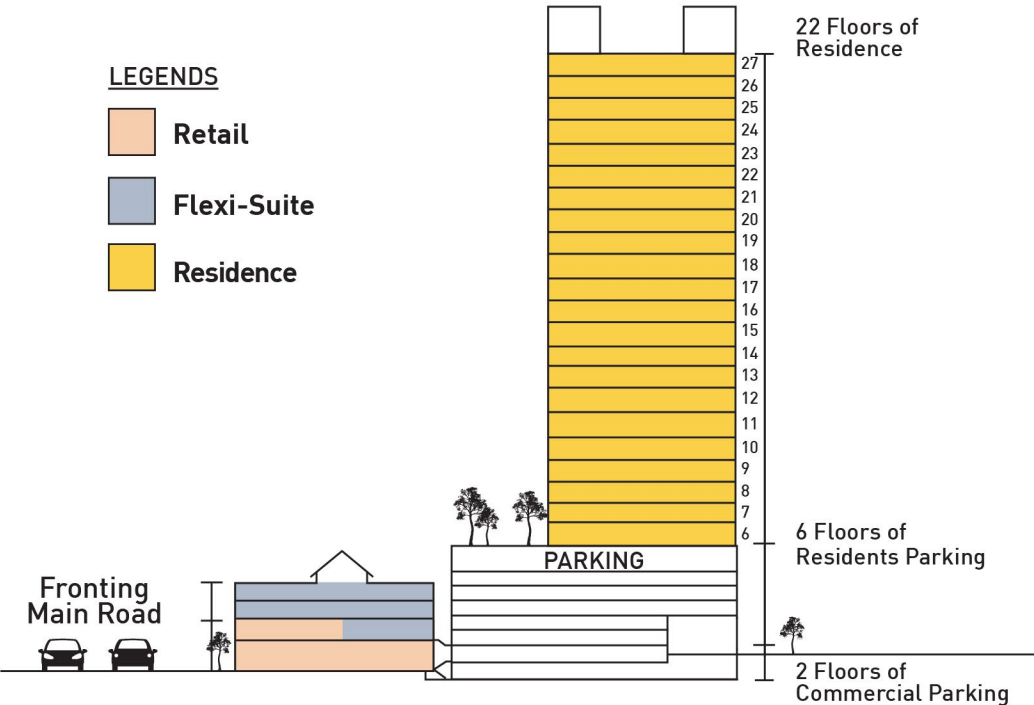 22 Floors of
Residence
LEGENDS
Retail
Flexi-Suite
Residence
27
26
25
24
23
22
21
20
19
18
17
16
15
14
13
12
11
10
9
8
7
6
6 Floors of
Residents Parking
PARKING
Fronting
Main Road
2 Floors of
Commercial Parking